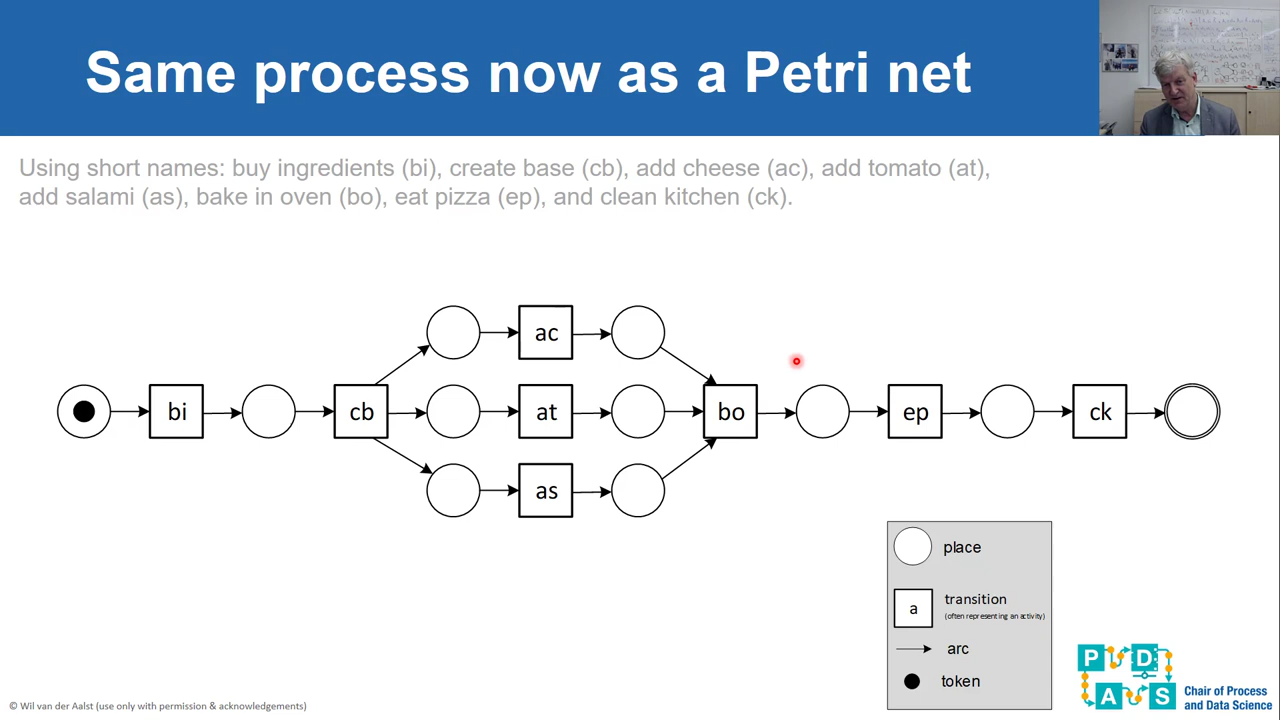 Same process now as a Petri net
Using short names: buy ingredients (bi), create base (cb), add cheese (ac), add tomato (at),
add salami (as), bake in oven (bo), eat pizza (ep), and clean kitchen (ck).
ac
bi
cb
at
bo
ep
ck
as
place
a
transition
(often representing an activity)
arc
token
P D
A S
Chair of Process
and Data Science
© Wil van der Aalst (use only with permission & acknowledgements)